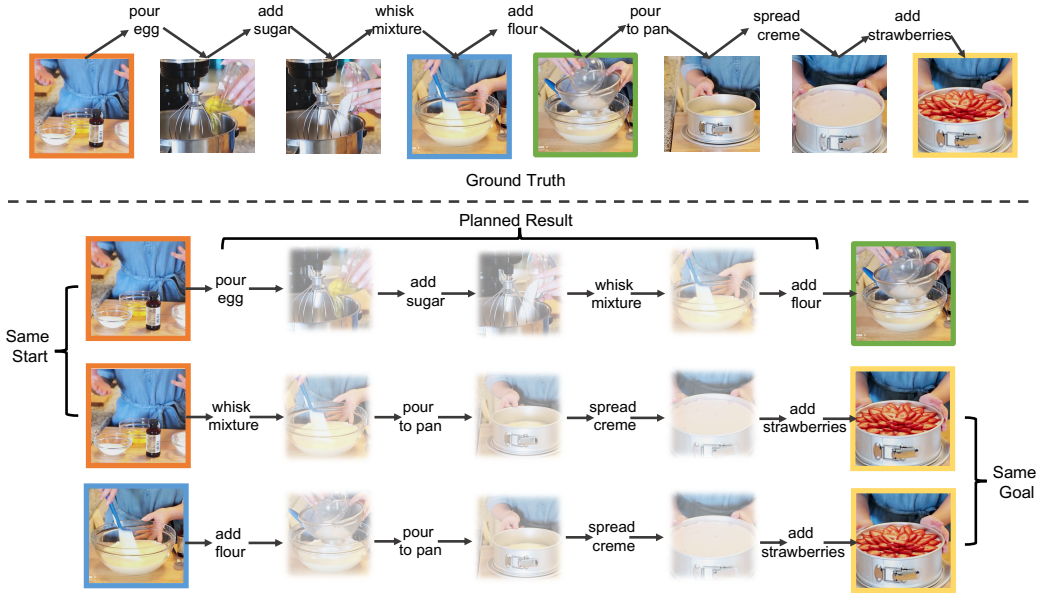 pour
egg
add
sugar
whisk
mixture
add
flour
pour
to pan
spread
creme
add
strawberries
Ground Truth
Planned Result
Same
Start
pour
egg
add
sugar
whisk
mixture
add
flour
whisk
mixture
pour
to pan
spread
creme
add
strawberries
Same
Goal
add
flour
pour
to pan
spread
creme
add
strawberries